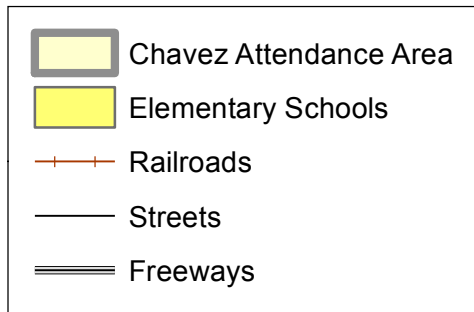 Chavez Attendance Area
Elementary Schools
Railroads
Streets
Freeways